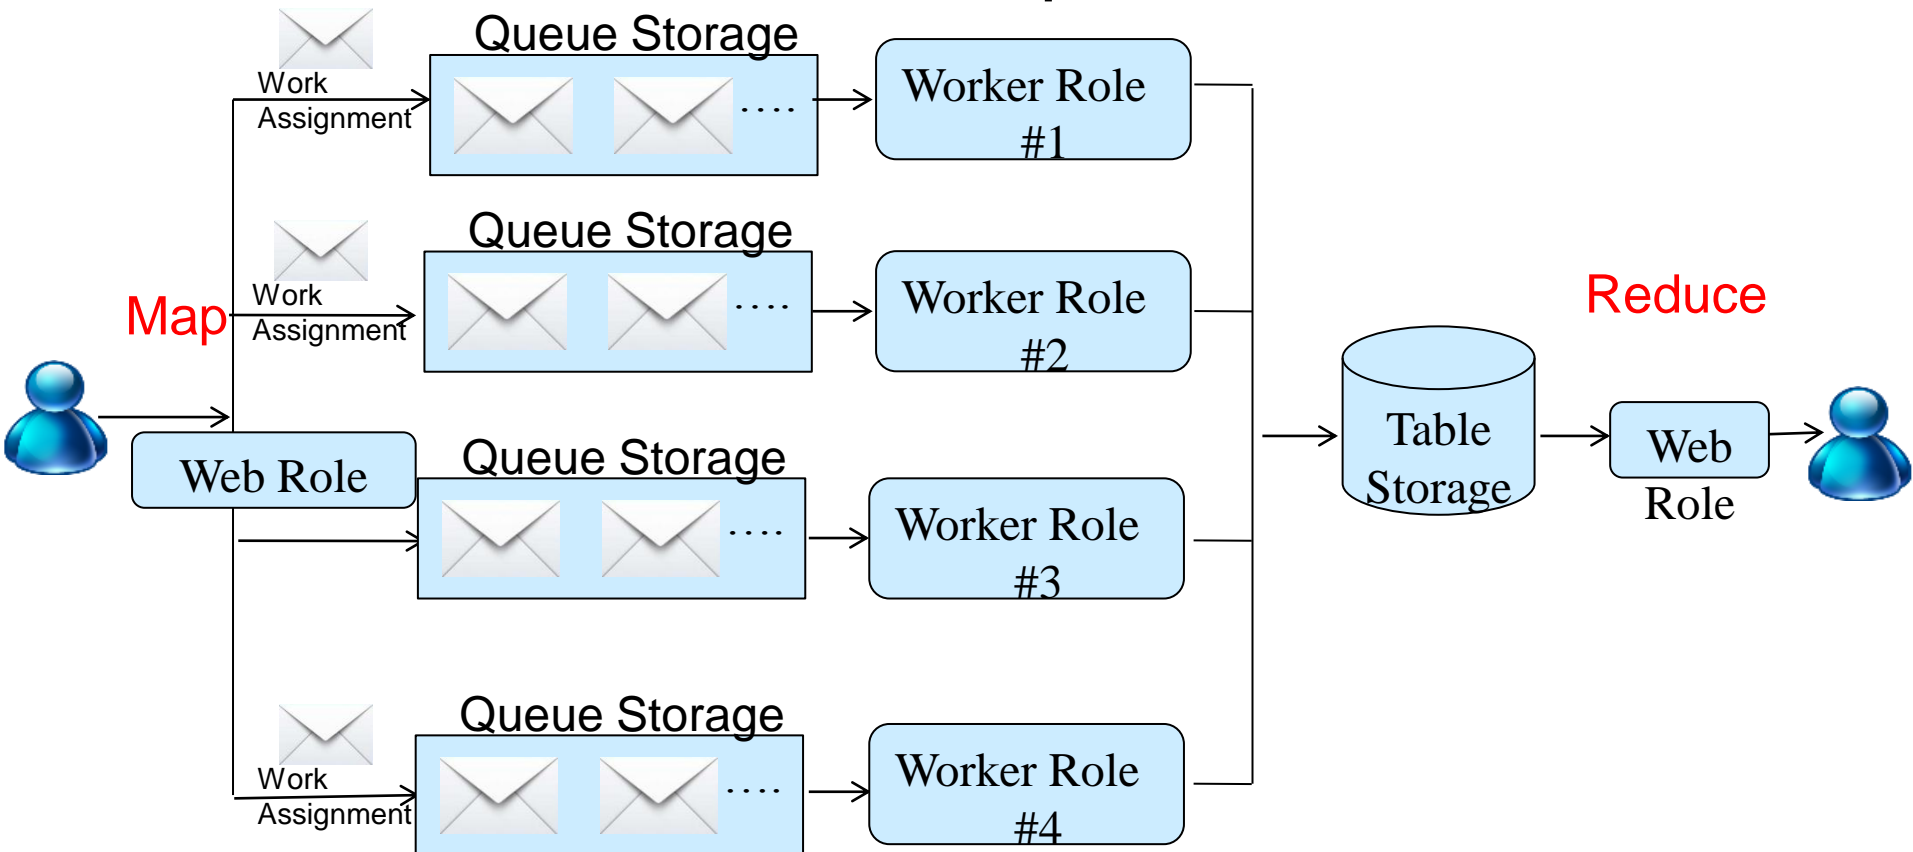 Queue Storage
Work
Assignment
....
Worker Role
#1
Queue Storage
Work
Assignment
....
Worker Role
#2
Map
Reduce
Web Role
Queue Storage
....
Worker Role
#3
Table
Storage
Web
Role
Queue Storage
Work
Assignment
....
Worker Role
#4